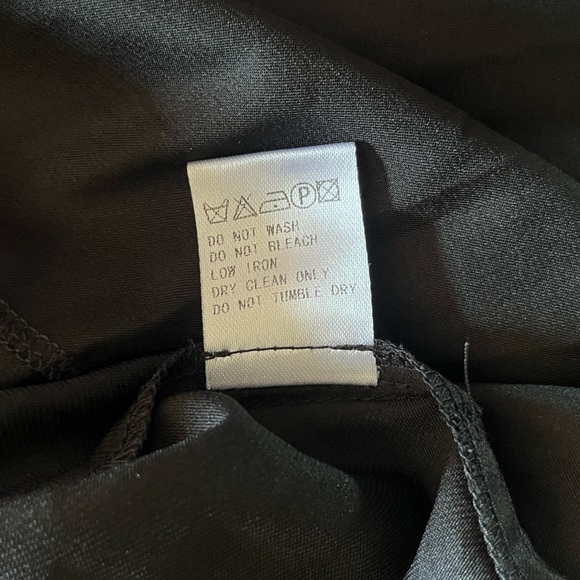 P
DO NOT WASH
DO NOT BLEACH
LOW IRON
DRY CLEAN ONLY
DO NOT TUMBLE DRY